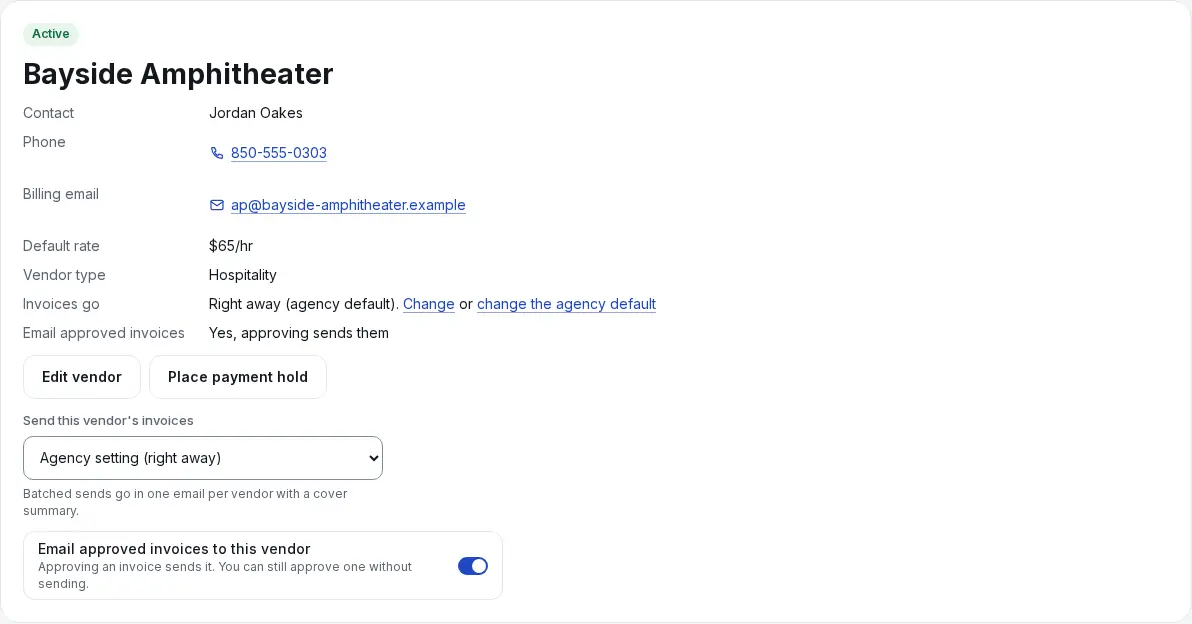 Active
Bayside Amphitheater
Contact Jordan Oakes
Phone 850-555-0303
Billing email ap@bayside-amphitheater.example
Default rate $65/hr
Vendor type Hospitality
Invoices go Right away (agency default). Change or change the agency default
Email approved invoices Yes, approving sends them
Edit vendor Place payment hold
Send this vendor's invoices
Agency setting (right away)
Batched sends go in one email per vendor with a cover
summary.
Email approved invoices to this vendor
Approving an invoice sends it. You can still approve one without
sending.